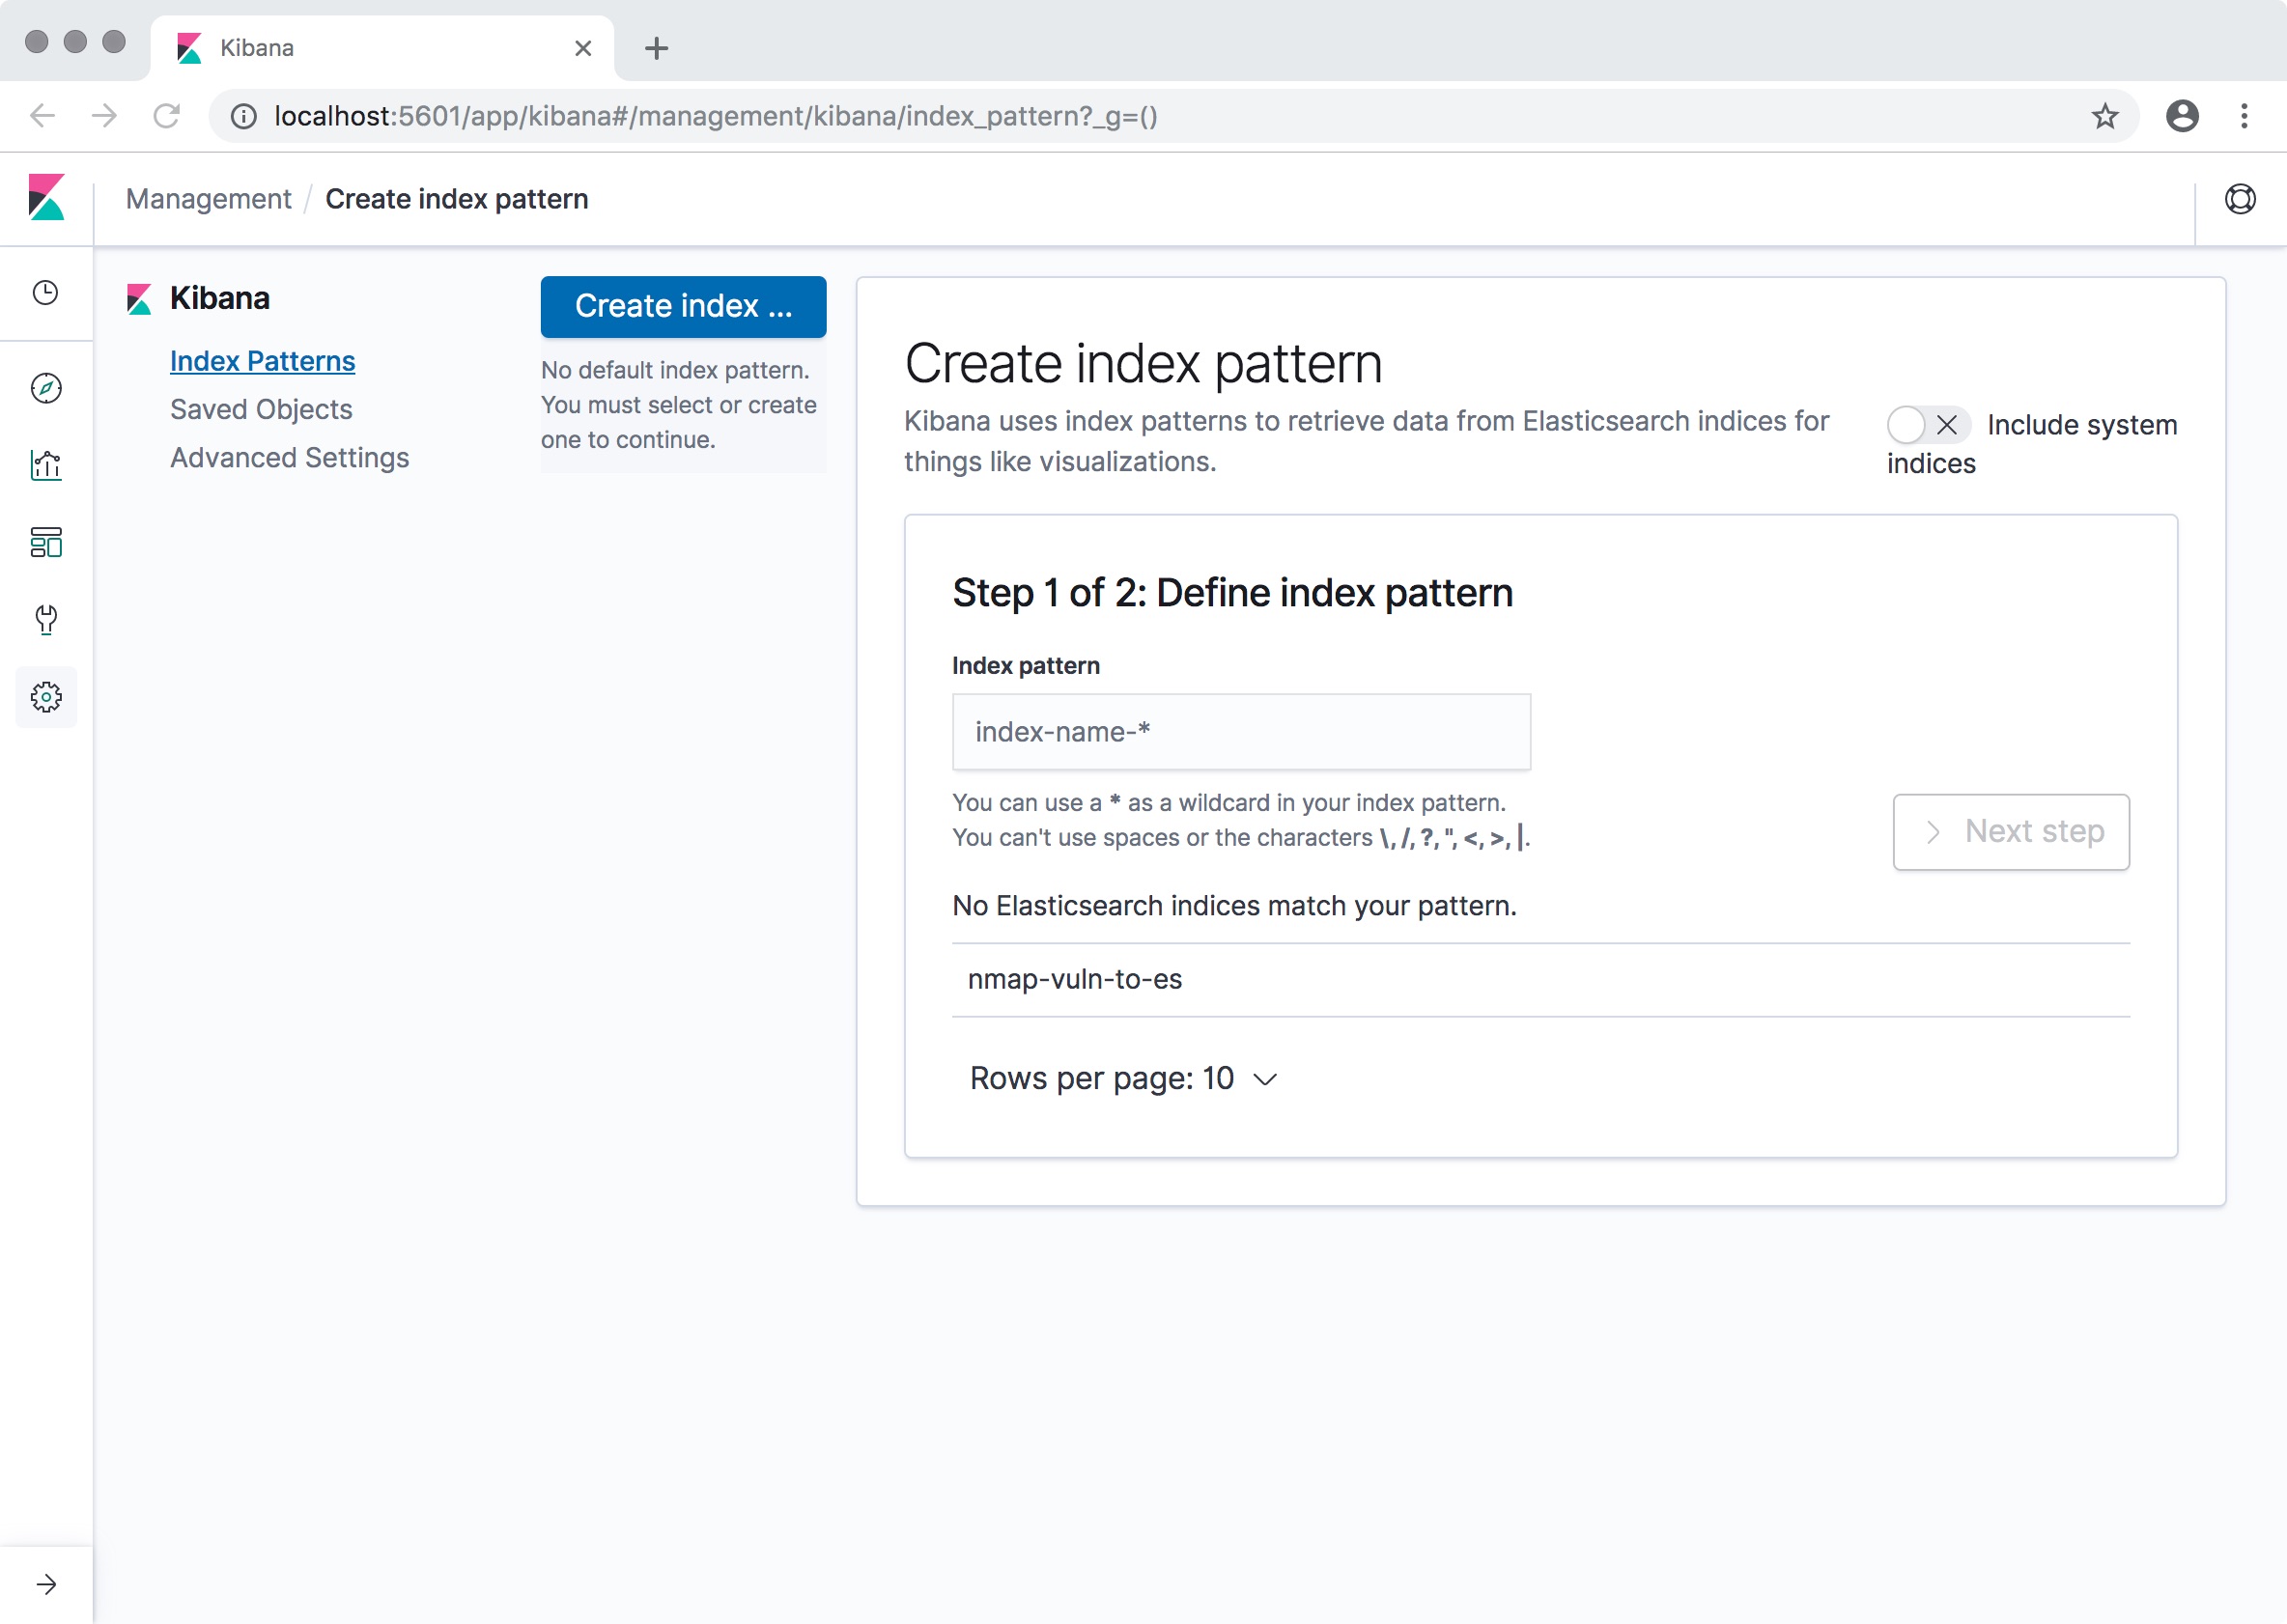 Kibana
localhost:5601/app/kibana#/management/kibana/index_pattern?_g=()
Management / Create index pattern
Kibana
Index Patterns
Saved Objects
Advanced Settings
Create index ...
No default index pattern.
You must select or create
one to continue.
Create index pattern
Kibana uses index patterns to retrieve data from Elasticsearch indices for
things like visualizations.
Include system
indices
Step 1 of 2: Define index pattern
Index pattern
index-name-*
You can use a * as a wildcard in your index pattern.
You can't use spaces or the characters \, /, ?, ", <, >, |.
Next step
No Elasticsearch indices match your pattern.
nmap-vuln-to-es
Rows per page: 10